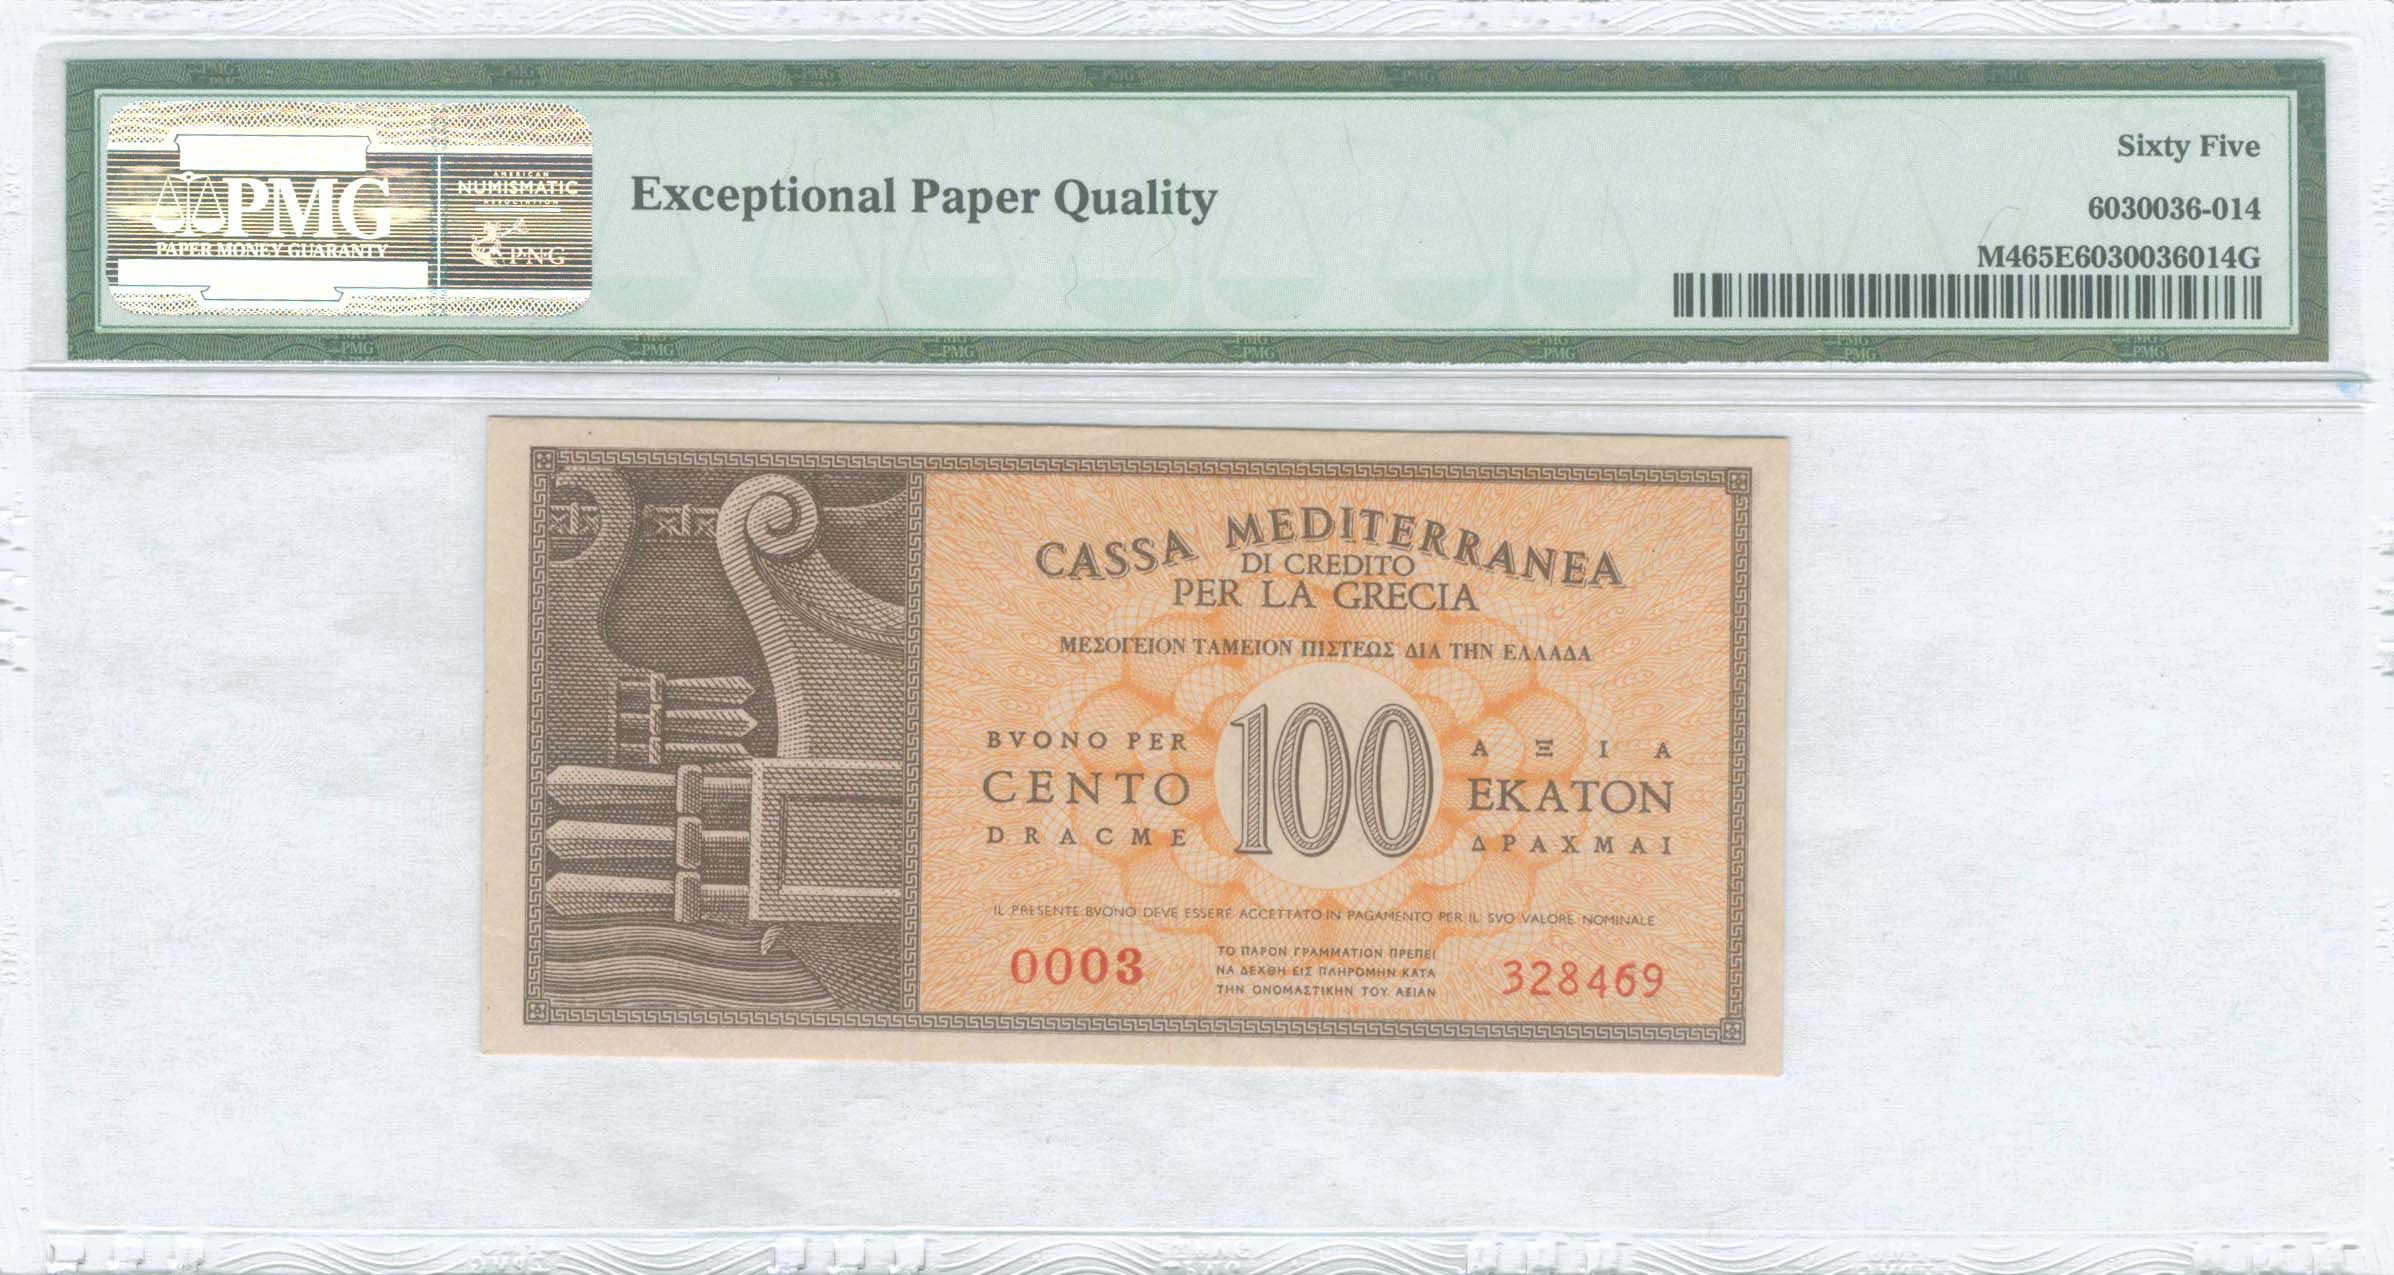 PMG
PAPER MONEY GUARANTY
AMERICAN
NUMISMATIC
ASSOCIATION
PNG
Exceptional Paper Quality
Sixty Five
6030036-014
M465E6030036014G
CASSA MEDITERRANEA
DI CREDITO
PER LA GRECIA
ΜΕΣΟΓΕΙΟΝ ΤΑΜΕΙΟΝ ΠΙΣΤΕΩΣ ΔΙΑ ΤΗΝ ΕΛΛΑΔΑ
BVONO PER
CENTO
DRACME
100
ΑΞΙΑ
ΕΚΑΤΟΝ
ΔΡΑΧΜΑΙ
IL PRESENTE BVONO DEVE ESSERE ACCETTATO IN PAGAMENTO PER IL SVO VALORE NOMINALE
0003
ΤΟ ΠΑΡΟΝ ΓΡΑΜΜΑΤΙΟΝ ΠΡΕΠΕΙ
ΝΑ ΔΕΧΘΗ ΕΙΣ ΠΛΗΡΟΜΗΝ ΚΑΤΑ
ΤΗΝ ΟΝΟΜΑΣΤΙΚΗΝ ΤΟΥ ΑΞΙΑΝ
328469